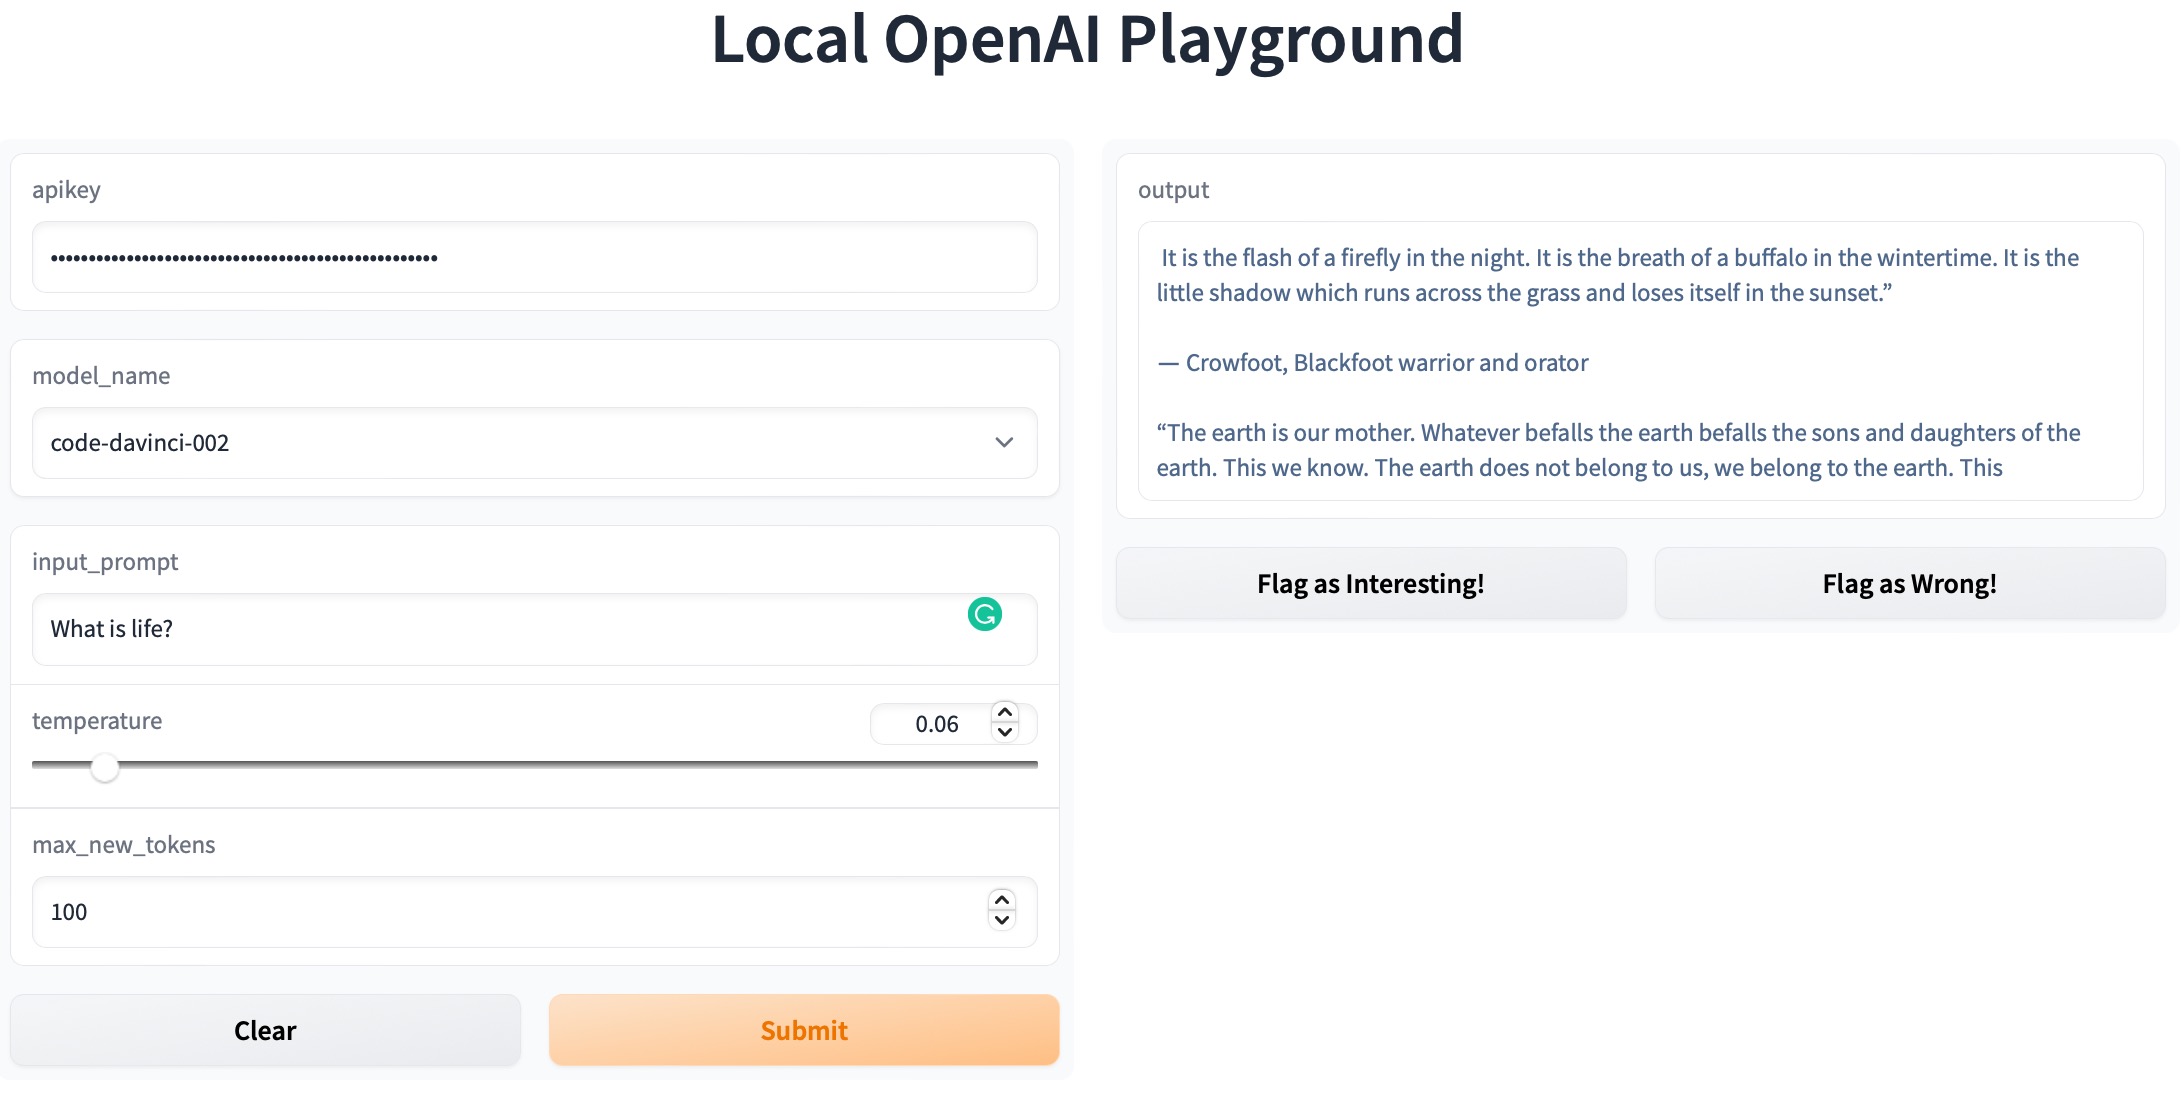 Local OpenAI Playground
apikey
••••••••••••••••••••••••••••••••••••••••••••••••••••
model_name
code-davinci-002
input_prompt
What is life?
temperature
0.06
max_new_tokens
100
Clear
Submit
output
It is the flash of a firefly in the night. It is the breath of a buffalo in the wintertime. It is the
little shadow which runs across the grass and loses itself in the sunset.”
— Crowfoot, Blackfoot warrior and orator
“The earth is our mother. Whatever befalls the earth befalls the sons and daughters of the
earth. This we know. The earth does not belong to us, we belong to the earth. This
Flag as Interesting!
Flag as Wrong!